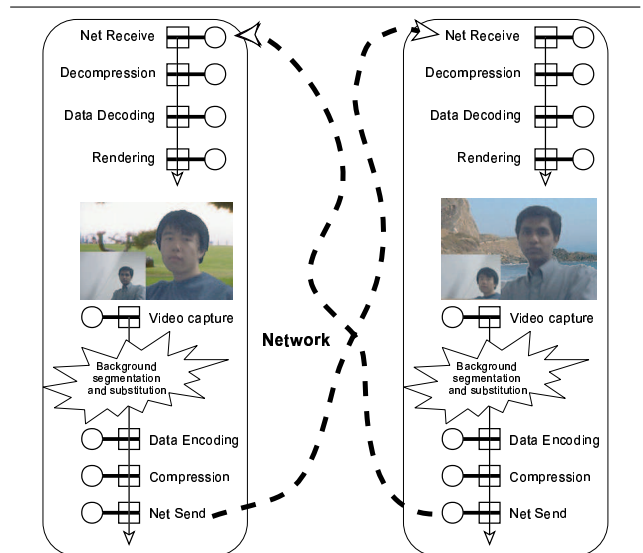 Net Receive
Decompression
Data Decoding
Rendering
Video capture
Background
segmentation
and substitution
Data Encoding
Compression
Net Send
Network
Net Receive
Decompression
Data Decoding
Rendering
Video capture
Background
segmentation
and substitution
Data Encoding
Compression
Net Send